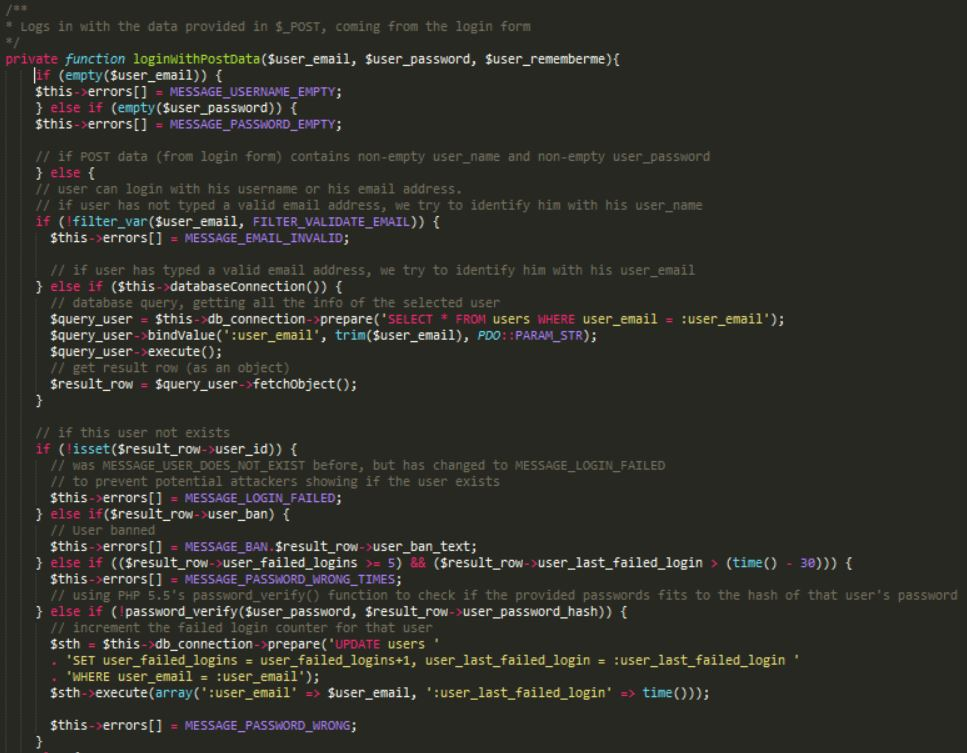 /**
* Logs in with the data provided in $_POST, coming from the login form
*/
private function loginWithPostData($user_email, $user_password, $user_rememberme){
if (empty($user_email)) {
$this->errors[] = MESSAGE_USERNAME_EMPTY;
} else if (empty($user_password)) {
$this->errors[] = MESSAGE_PASSWORD_EMPTY;
// if POST data (from login form) contains non-empty user_name and non-empty user_password
} else {
// user can login with his username or his email address.
// if user has not typed a valid email address, we try to identify him with his user_name
if (!filter_var($user_email, FILTER_VALIDATE_EMAIL)) {
$this->errors[] = MESSAGE_EMAIL_INVALID;
// if user has typed a valid email address, we try to identify him with his user_email
} else if ($this->databaseConnection()) {
// database query, getting all the info of the selected user
$query_user = $this->db_connection->prepare('SELECT * FROM users WHERE user_email = :user_email');
$query_user->bindValue(':user_email', trim($user_email), PDO::PARAM_STR);
$query_user->execute();
// get result row (as an object)
$result_row = $query_user->fetchObject();
}
// if this user not exists
if (!isset($result_row->user_id)) {
// was MESSAGE_USER_DOES_NOT_EXIST before, but has changed to MESSAGE_LOGIN_FAILED
// to prevent potential attackers showing if the user exists
$this->errors[] = MESSAGE_LOGIN_FAILED;
} else if($result_row->user_ban) {
// User banned
$this->errors[] = MESSAGE_BAN.$result_row->user_ban_text;
} else if (($result_row->user_failed_logins >= 5) && ($result_row->user_last_failed_login > (time() - 30))) {
$this->errors[] = MESSAGE_PASSWORD_WRONG_TIMES;
// using PHP 5.5's password_verify() function to check if the provided passwords fits to the hash of that user's password
} else if (!password_verify($user_password, $result_row->user_password_hash)) {
// increment the failed login counter for that user
$sth = $this->db_connection->prepare('UPDATE users '
. 'SET user_failed_logins = user_failed_logins+1, user_last_failed_login = :user_last_failed_login '
. 'WHERE user_email = :user_email');
$sth->execute(array(':user_email' => $user_email, ':user_last_failed_login' => time()));
$this->errors[] = MESSAGE_PASSWORD_WRONG;
}